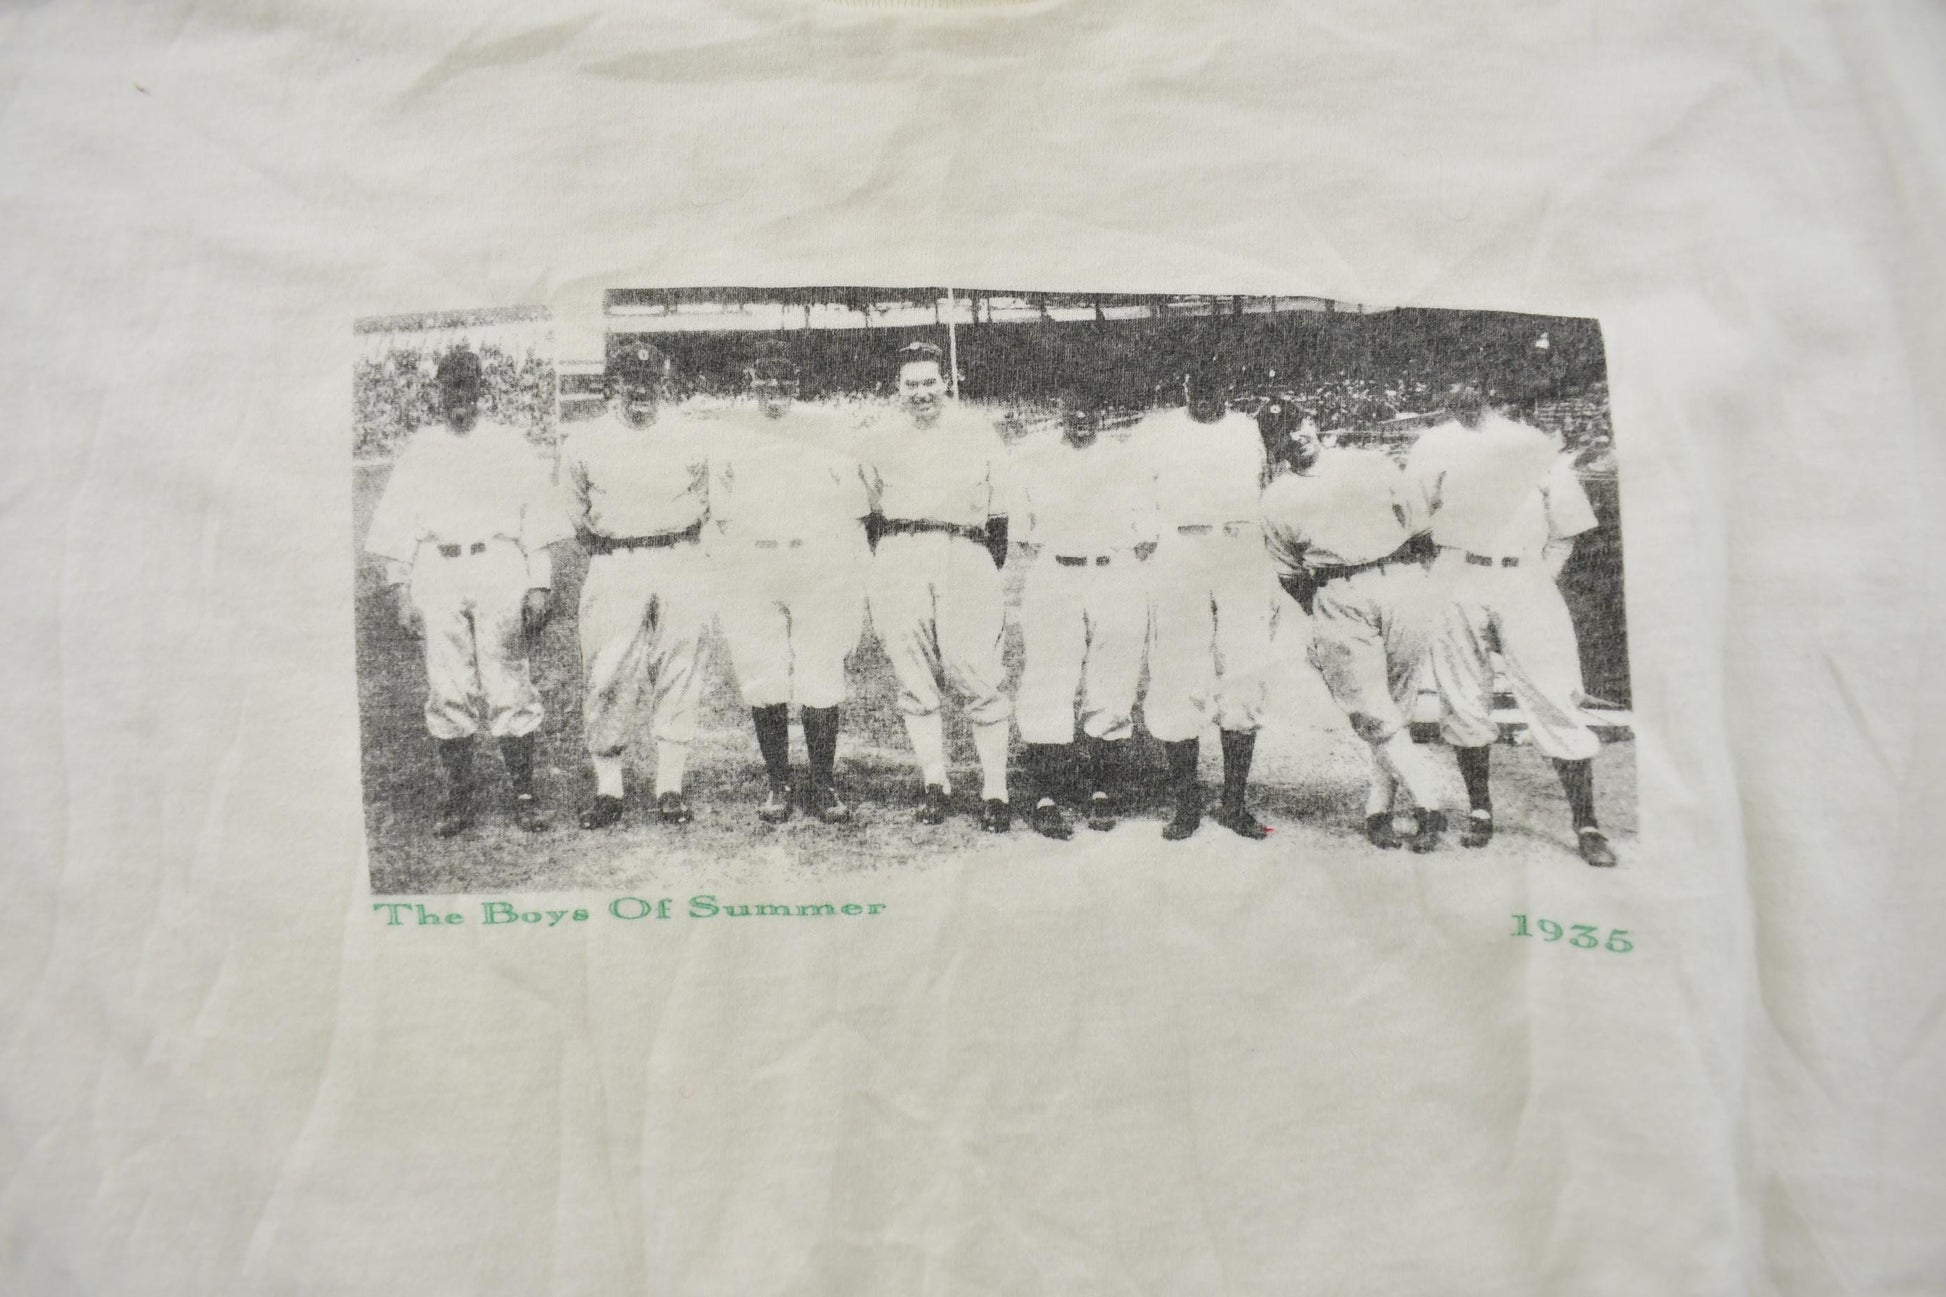 The Boys Of Summer
1935